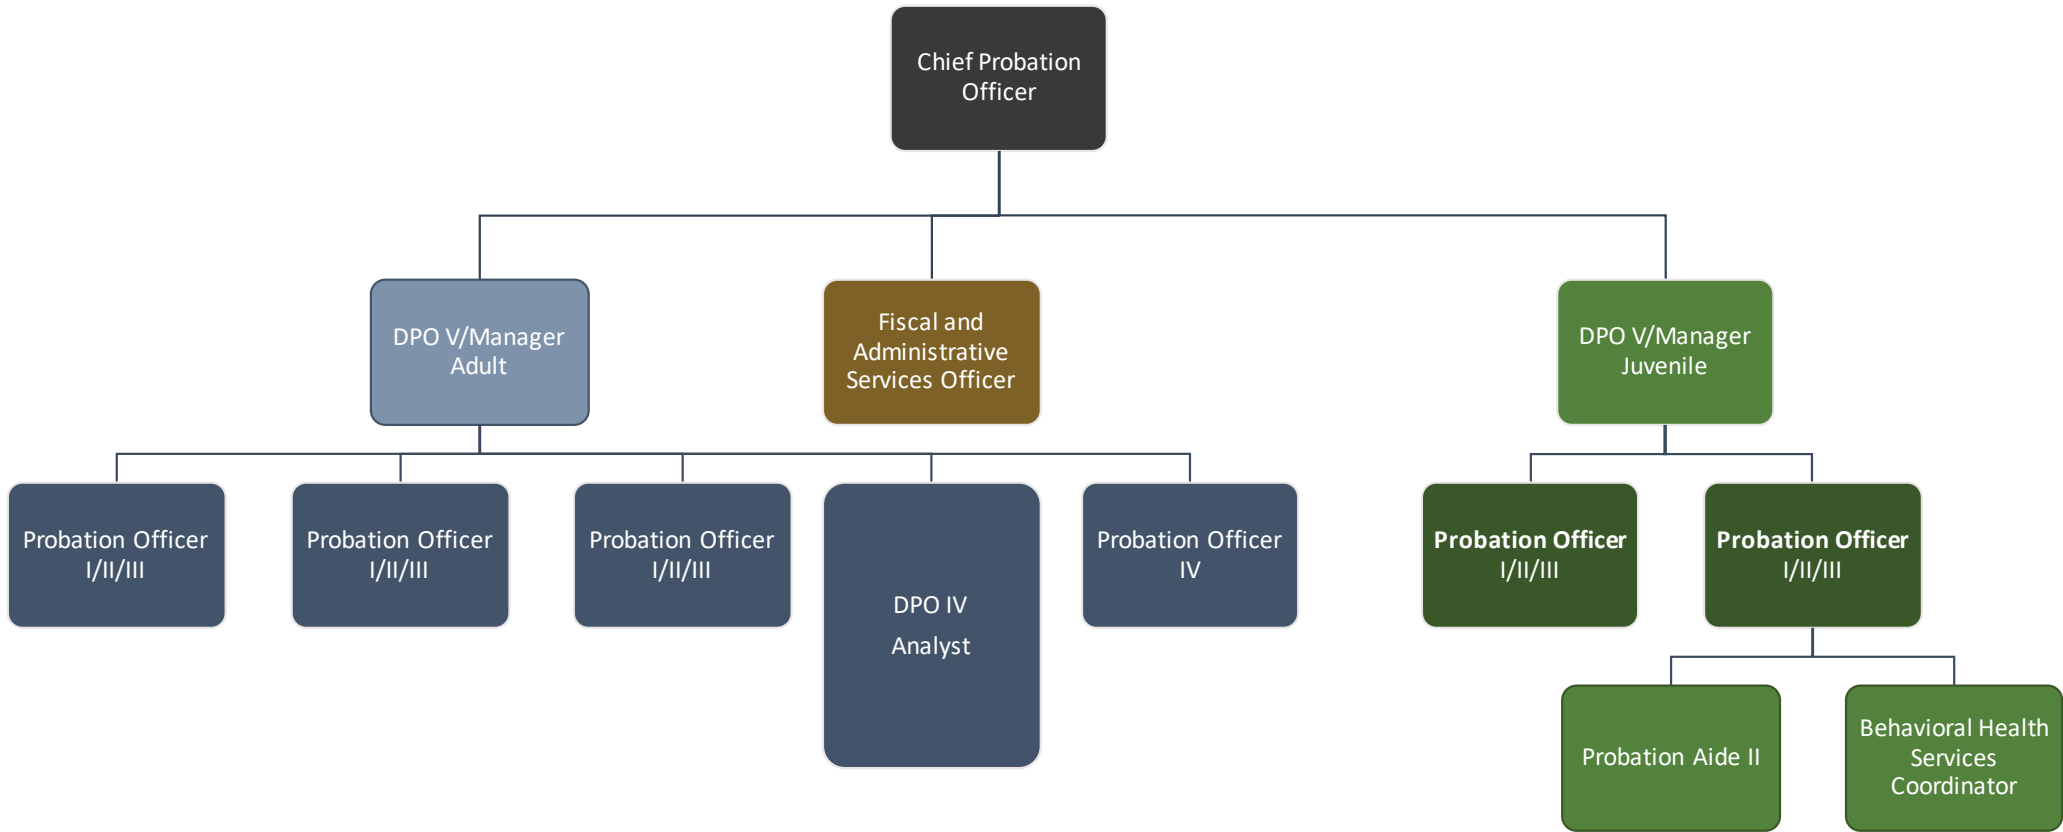 Chief Probation
Officer
DPO V/Manager
Adult
Fiscal and
Administrative
Services Officer
DPO V/Manager
Juvenile
Probation Officer
I/II/III
Probation Officer
I/II/III
Probation Officer
I/II/III
DPO IV
Analyst
Probation Officer
IV
Probation Officer
I/II/III
Probation Officer
I/II/III
Probation Aide II
Behavioral Health
Services
Coordinator